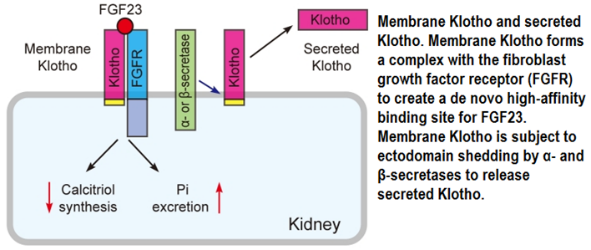 FGF23
Membrane
Klotho
Klotho
FGFR
α- or β-secretase
Klotho
Klotho
Secreted
Klotho
Calcitriol
synthesis
Pi
excretion
Kidney
Membrane Klotho and secreted
Klotho. Membrane Klotho forms
a complex with the fibroblast
growth factor receptor (FGFR)
to create a de novo high-affinity
binding site for FGF23.
Membrane Klotho is subject to
ectodomain shedding by α- and
β-secretases to release
secreted Klotho.